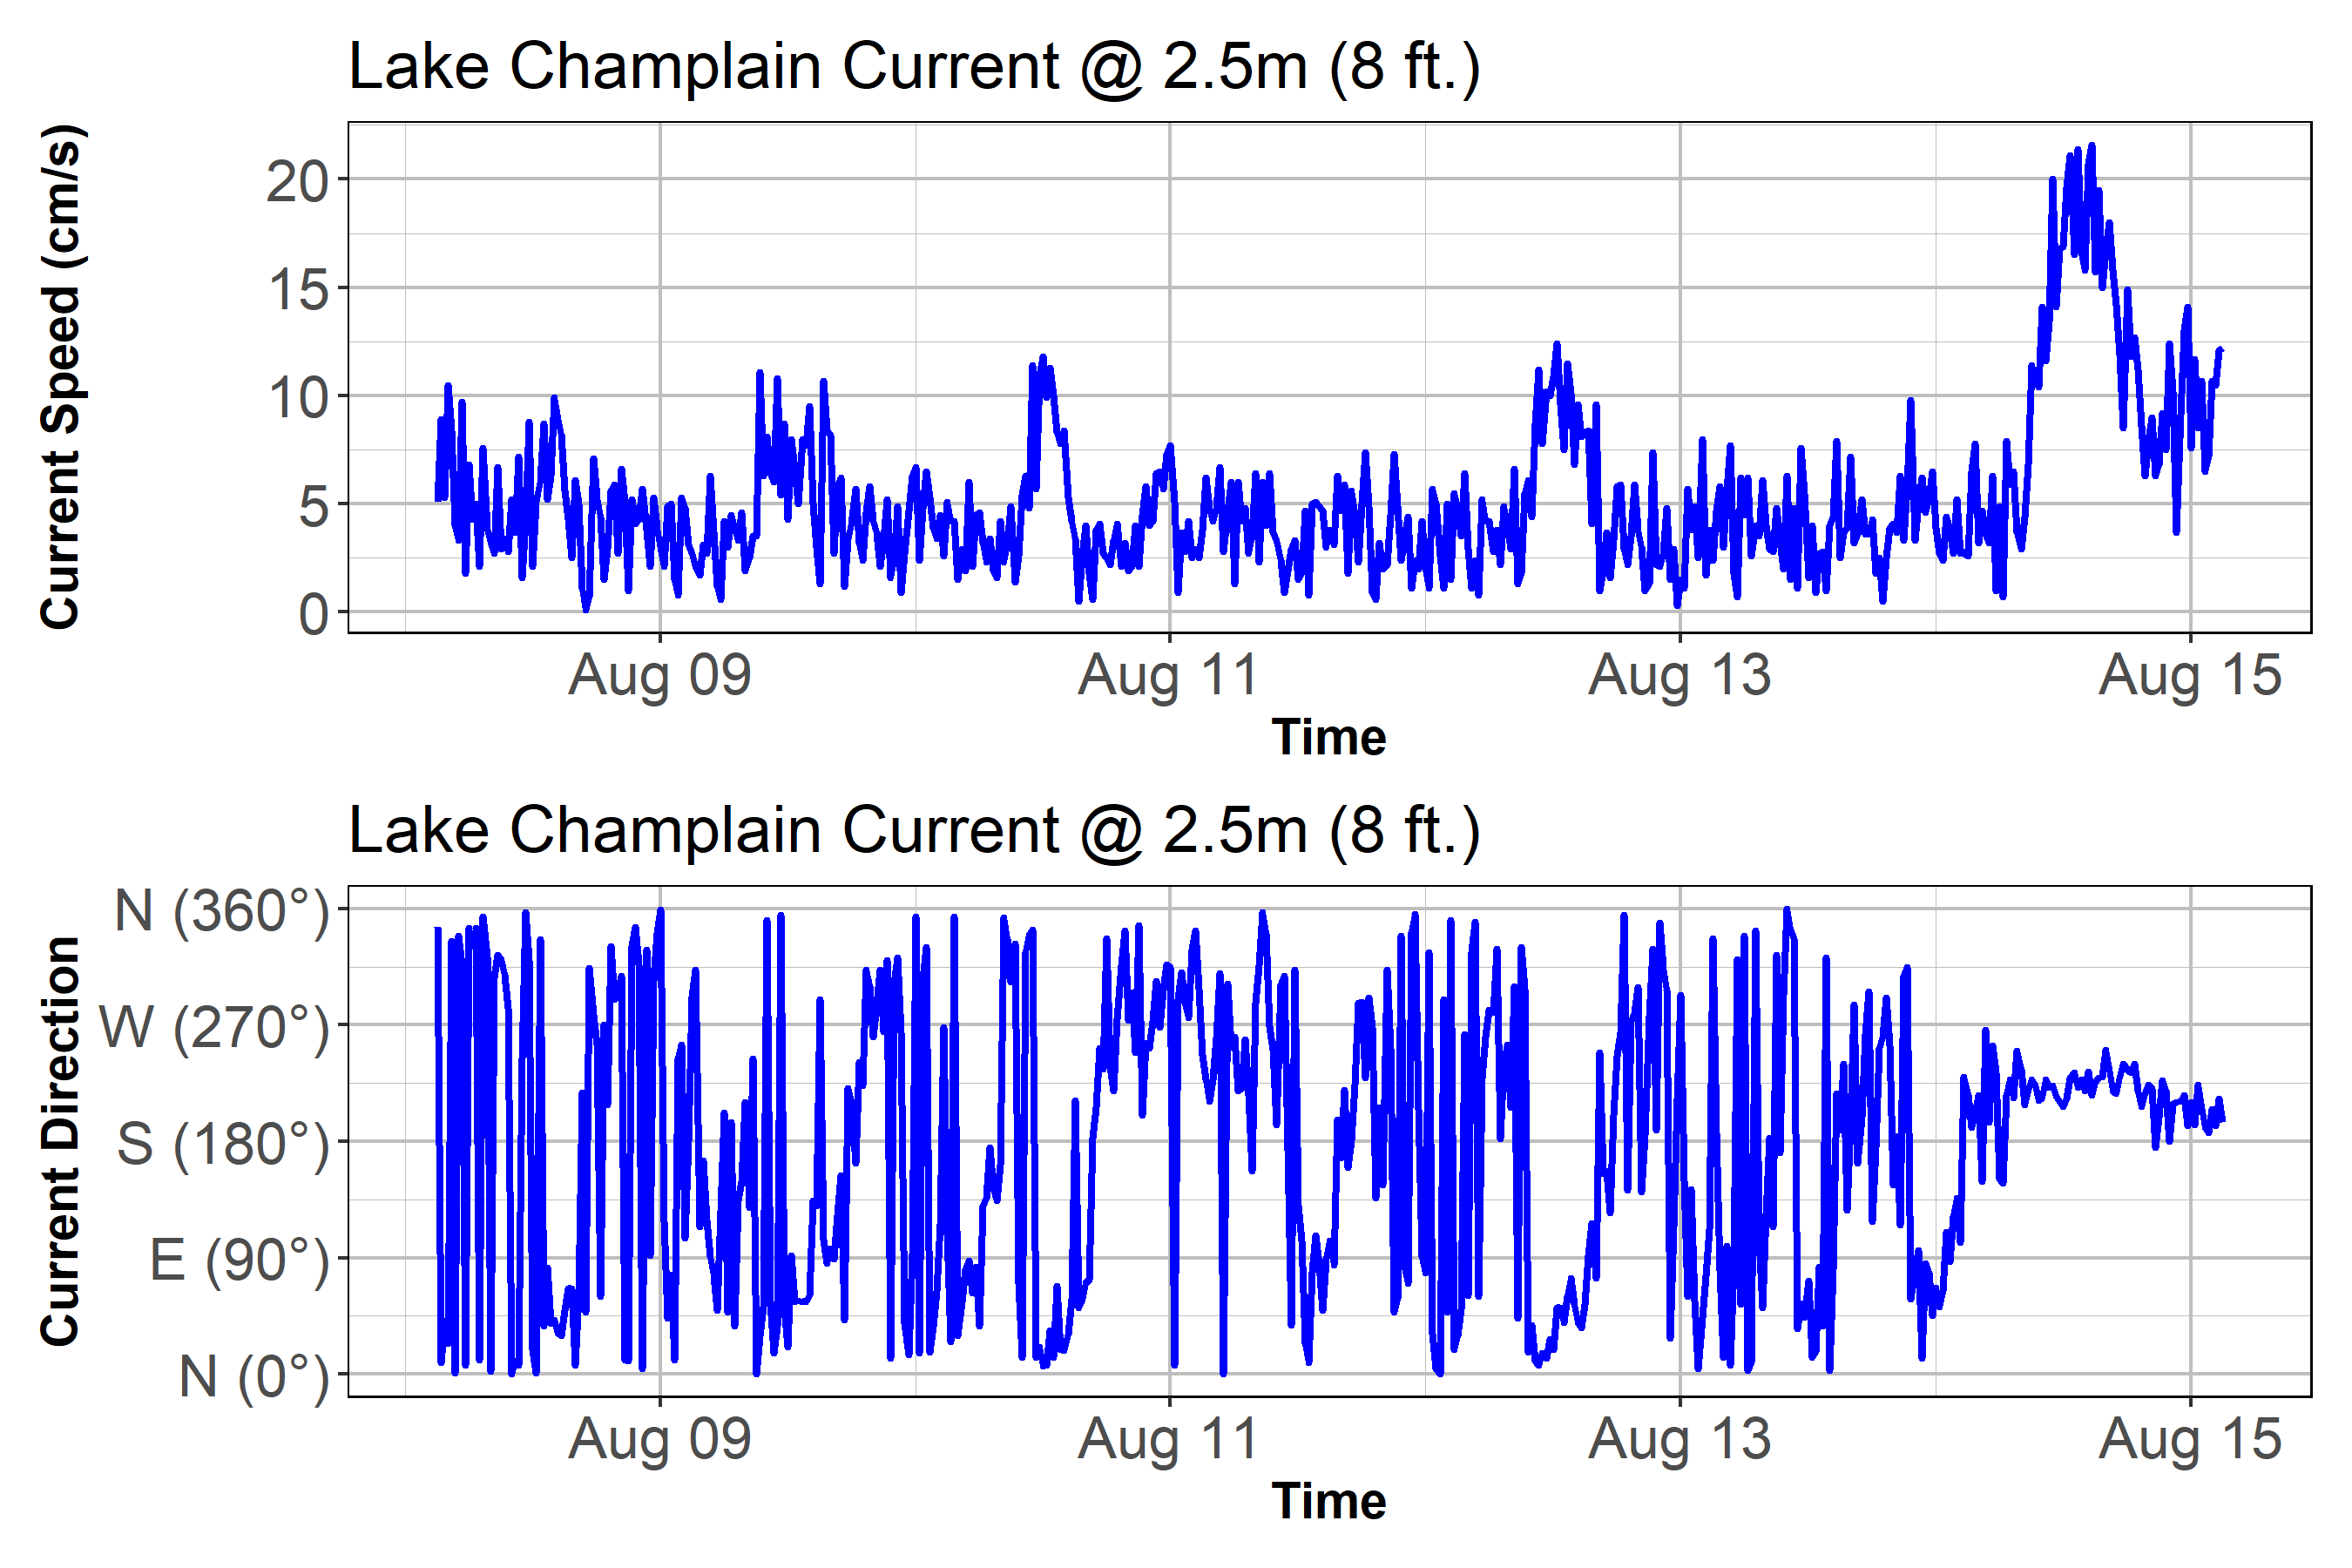 Lake Champlain Current @ 2.5m (8 ft.)
Current Speed (cm/s)
20
15
10
5
0
Aug 09 Aug 11 Aug 13 Aug 15
Time
Lake Champlain Current @ 2.5m (8 ft.)
Current Direction
N (360°)
W (270°)
S (180°)
E (90°)
N (0°)
Aug 09 Aug 11 Aug 13 Aug 15
Time